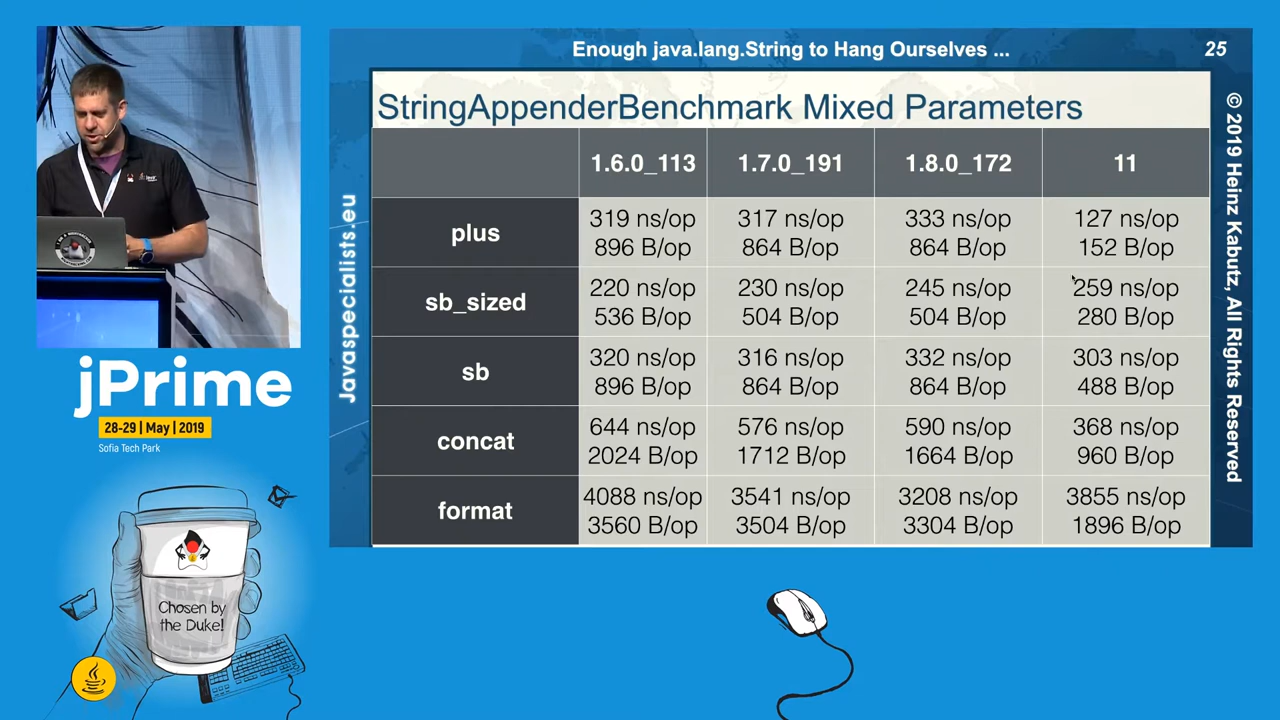 Enough java.lang.String to Hang Ourselves ...
25
StringAppenderBenchmark Mixed Parameters
1.6.0_113 1.7.0_191 1.8.0_172 11
plus
319 ns/op 317 ns/op 333 ns/op 127 ns/op
896 B/op 864 B/op 864 B/op 152 B/op
sb_sized
220 ns/op 230 ns/op 245 ns/op 259 ns/op
536 B/op 504 B/op 504 B/op 280 B/op
sb
320 ns/op 316 ns/op 332 ns/op 303 ns/op
896 B/op 864 B/op 864 B/op 488 B/op
concat
644 ns/op 576 ns/op 590 ns/op 368 ns/op
2024 B/op 1712 B/op 1664 B/op 960 B/op
format
4088 ns/op 3541 ns/op 3208 ns/op 3855 ns/op
3560 B/op 3504 B/op 3304 B/op 1896 B/op
Javaspecialists.eu
© 2019 Heinz Kabutz, All Rights Reserved
jPrime
28-29 | May | 2019
Sofia Tech Park
Chosen by
the Duke!